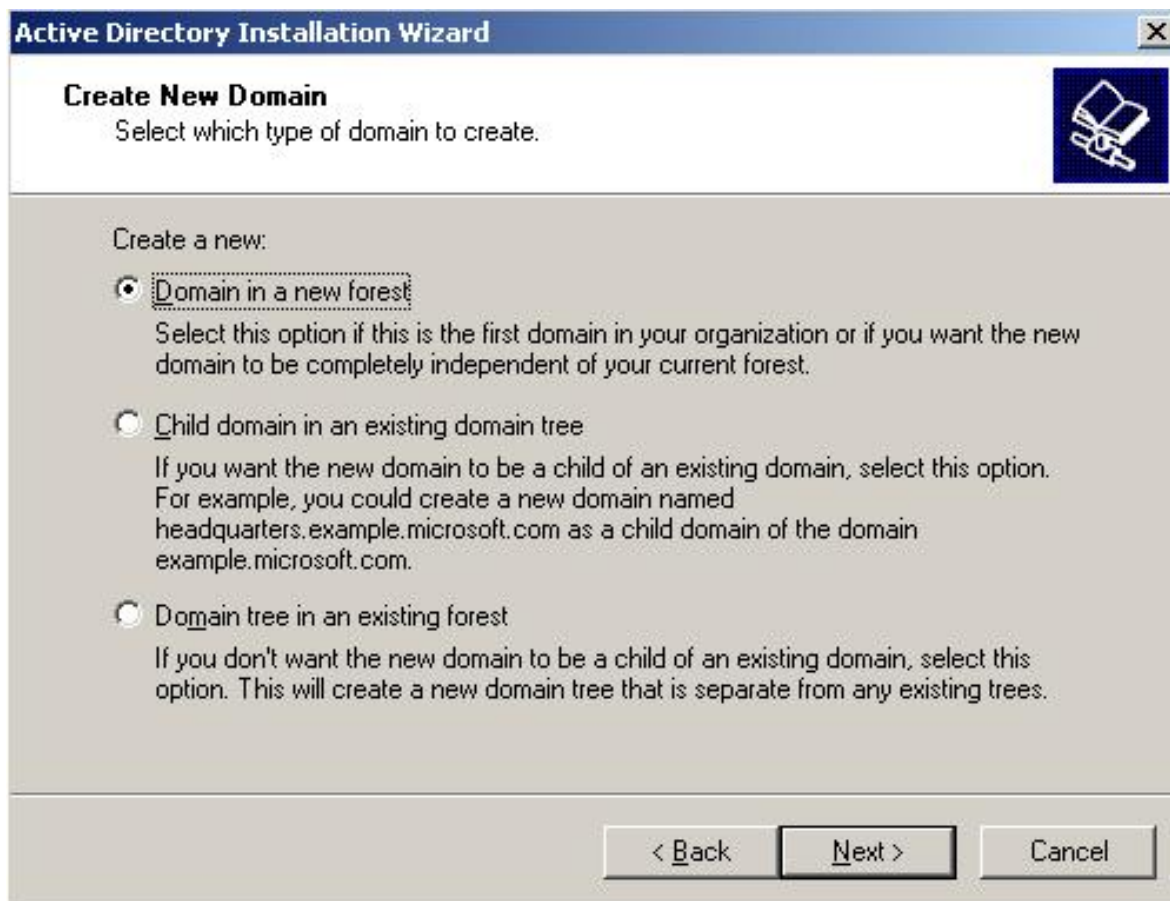 Active Directory Installation Wizard
Create New Domain
Select which type of domain to create.
Create a new:
Domain in a new forest
Select this option if this is the first domain in your organization or if you want the new
domain to be completely independent of your current forest.
Child domain in an existing domain tree
If you want the new domain to be a child of an existing domain, select this option.
For example, you could create a new domain named
headquarters.example.microsoft.com as a child domain of the domain
example.microsoft.com.
Domain tree in an existing forest
If you don't want the new domain to be a child of an existing domain, select this
option. This will create a new domain tree that is separate from any existing trees.
< Back Next > Cancel